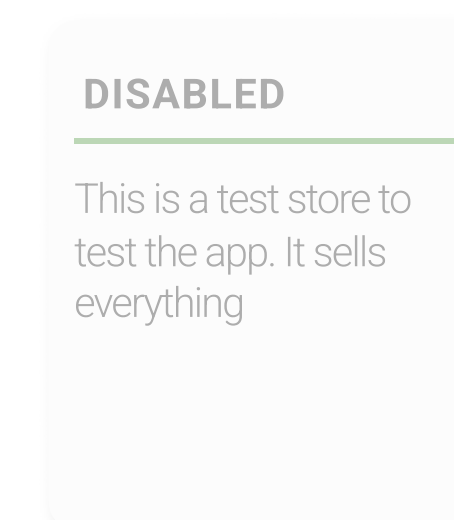 DISABLED
This is a test store to
test the app. It sells
everything